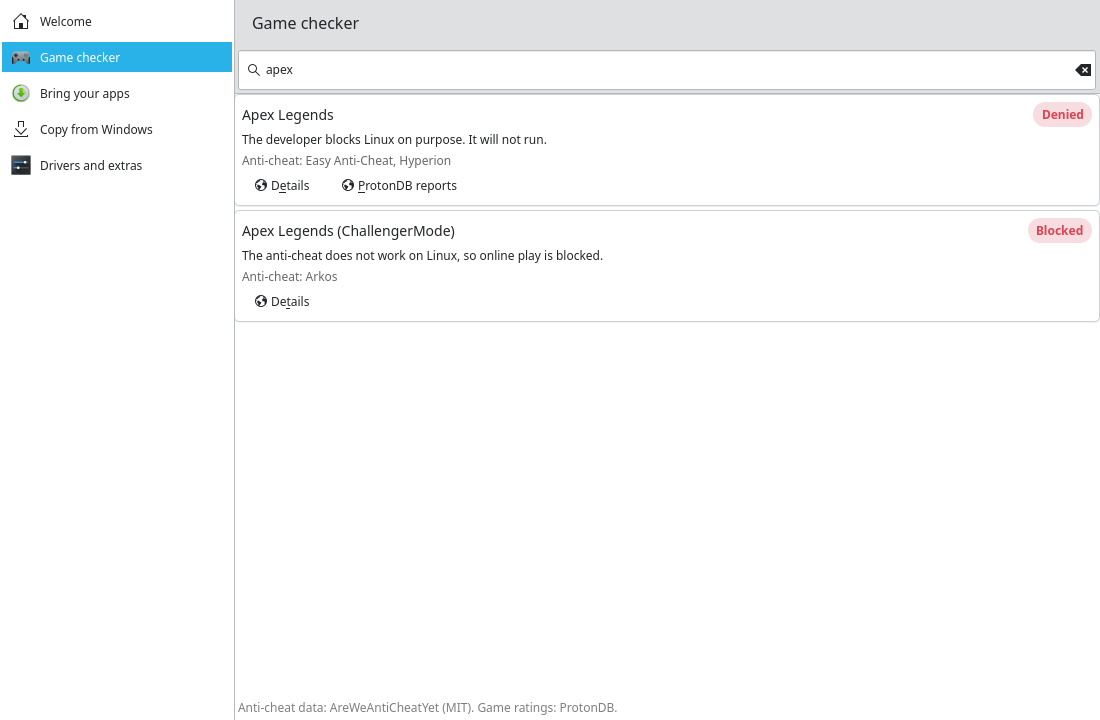 Welcome
Game checker
Bring your apps
Copy from Windows
Drivers and extras
Game checker
apex
Apex Legends
Denied
The developer blocks Linux on purpose. It will not run.
Anti-cheat: Easy Anti-Cheat, Hyperion
Details ProtonDB reports
Apex Legends (ChallengerMode)
Blocked
The anti-cheat does not work on Linux, so online play is blocked.
Anti-cheat: Arkos
Details
Anti-cheat data: AreWeAntiCheatYet (MIT). Game ratings: ProtonDB.